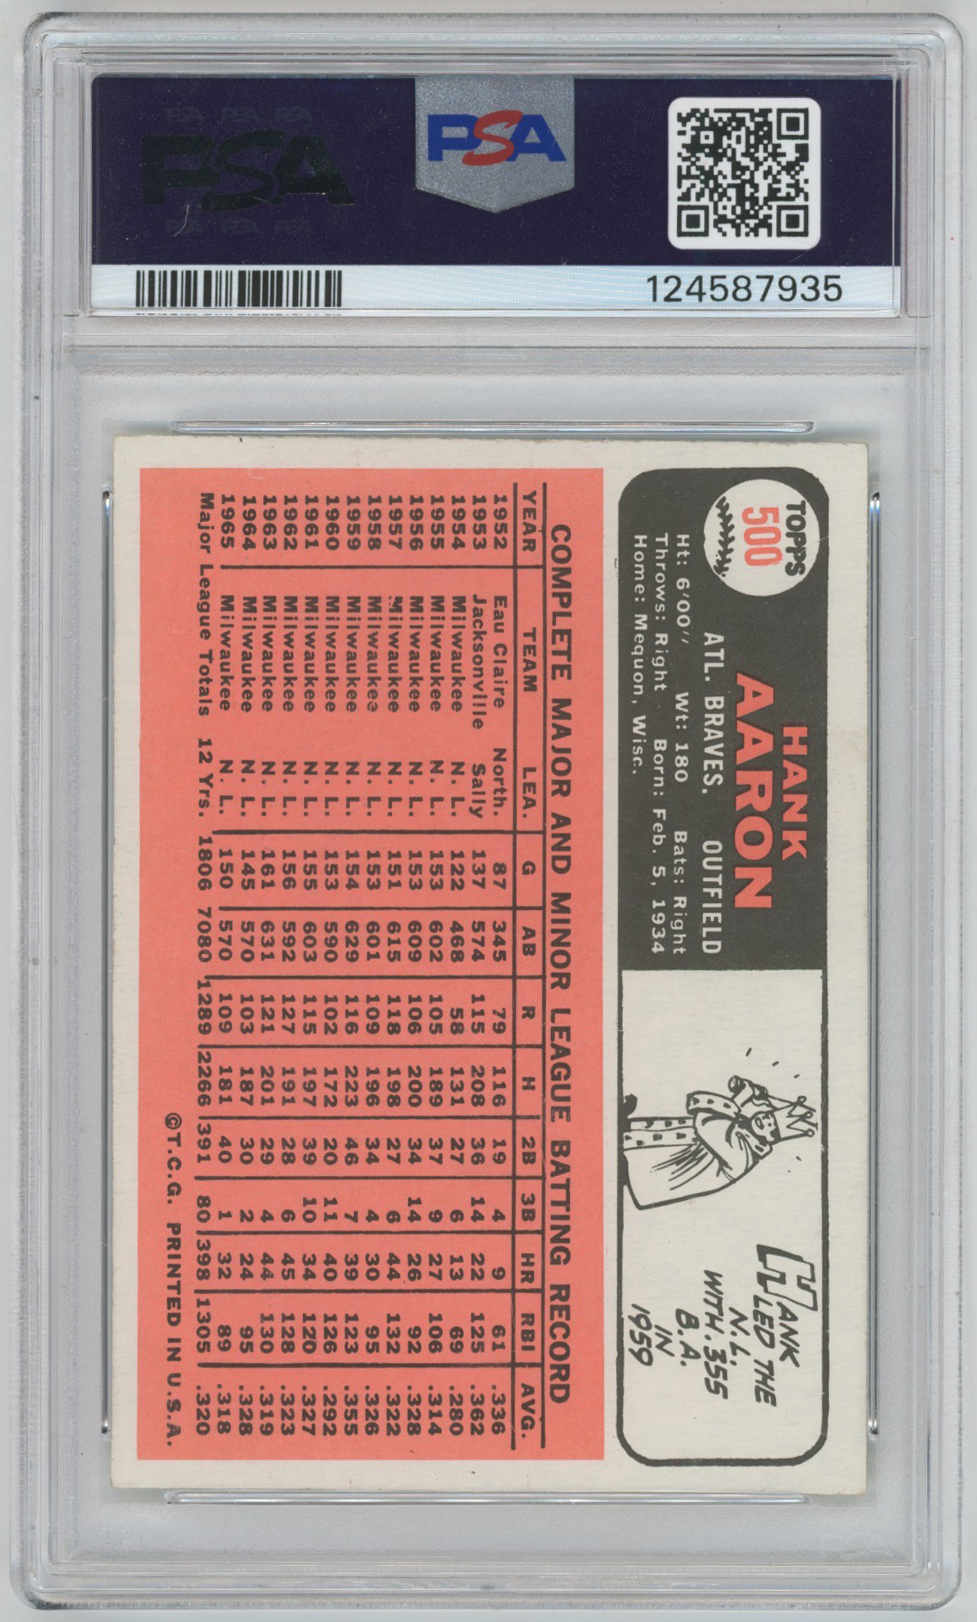 PSA PSA PSA
PSA
PSA PSA PSA
PSA
124587935
TOPPS
500
HANK
AARON
ATL. BRAVES. OUTFIELD
Ht: 6'00" Wt: 180 Bats: Right
Throws: Right Born: Feb. 5, 1934
Home: Mequon, Wisc.
HANK
LED THE
N.L.
WITH .355
B.A.
IN
1959
COMPLETE MAJOR AND MINOR LEAGUE BATTING RECORD
YEAR TEAM LEA. G AB R H 2B 3B HR RBI AVG.
1952 Eau Claire North. 87 345 79 116 19 4 9 61 .336
1953 Jacksonville Sally 137 574 115 208 36 14 22 125 .362
1954 Milwaukee N. L. 122 468 58 131 27 6 13 69 .280
1955 Milwaukee N. L. 153 602 105 189 37 9 27 106 .314
1956 Milwaukee N. L. 153 609 106 200 34 14 26 92 .328
1957 Milwaukee N. L. 151 615 118 198 27 6 44 132 .322
1958 Milwaukee N. L. 153 601 109 196 34 4 30 95 .326
1959 Milwaukee N. L. 154 629 116 223 46 7 39 123 .355
1960 Milwaukee N. L. 153 590 102 172 20 11 40 126 .292
1961 Milwaukee N. L. 155 603 115 197 39 10 34 120 .327
1962 Milwaukee N. L. 156 592 127 191 28 6 45 128 .323
1963 Milwaukee N. L. 161 631 121 201 29 4 44 130 .319
1964 Milwaukee N. L. 145 570 103 187 30 2 24 95 .328
1965 Milwaukee N. L. 150 570 109 181 40 1 32 89 .318
Major League Totals 12 Yrs. 1806 7080 1289 2266 391 80 398 1305 .320
©T.C.G. PRINTED IN U.S.A.